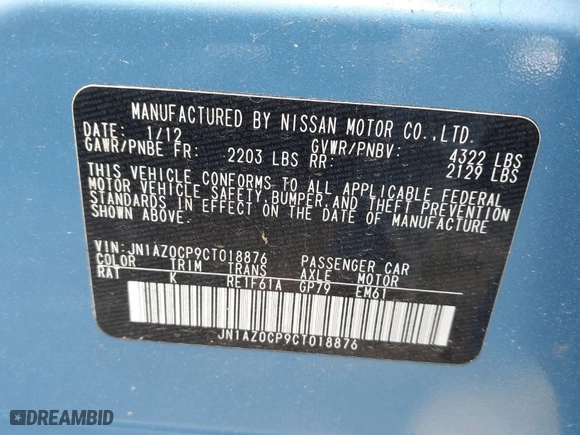 MANUFACTURED BY NISSAN MOTOR CO.,LTD.
DATE: 1/12 GVWR/PNBV: 4322 LBS
GAWR/PNBE FR: 2203 LBS RR: 2129 LBS
THIS VEHICLE CONFORMS TO ALL APPLICABLE FEDERAL
MOTOR VEHICLE SAFETY,BUMPER,AND THEFT PREVENTION
STANDARDS IN EFFECT ON THE DATE OF MANUFACTURE
SHOWN ABOVE.
VIN:JN1AZ0CP9CT018876 PASSENGER CAR
COLOR TRIM TRANS AXLE MOTOR
RAT K RE1F61A GP79 EM61
JN1AZ0CP9CT018876
DREAMBID